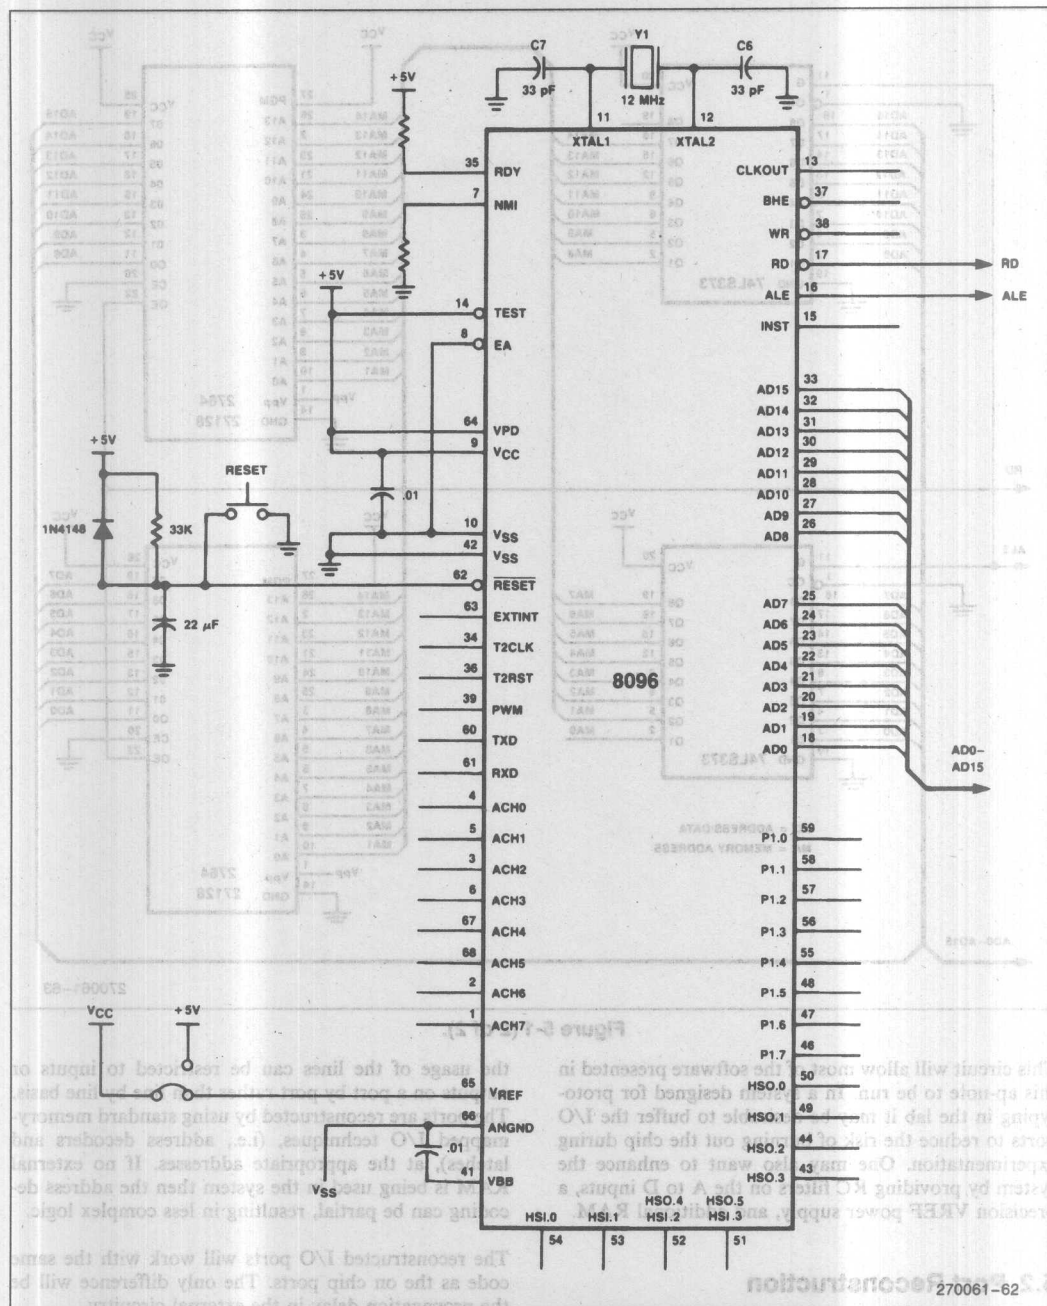 C7
Y1
C6
+5V
33 pF
12 MHz
33 pF
11
12
XTAL1
XTAL2
35
RDY
7
NMI
+5V
14
TEST
8
EA
64
VPD
9
VCC
.01
10
VSS
42
VSS
+5V
RESET
1N4148
33K
62
RESET
22 µF
63
EXTINT
34
T2CLK
36
T2RST
39
PWM
60
TXD
61
RXD
4
ACH0
5
ACH1
3
ACH2
6
ACH3
67
ACH4
68
ACH5
2
ACH6
1
ACH7
VCC
+5V
65
VREF
66
ANGND
.01
41
VBB
VSS
8096
CLKOUT
13
BHE
37
WR
38
RD
17
RD
ALE
16
ALE
INST
15
AD15
33
AD14
32
AD13
31
AD12
30
AD11
29
AD10
28
AD9
27
AD8
26
AD7
25
AD6
24
AD5
23
AD4
22
AD3
21
AD2
20
AD1
19
AD0
18
AD0–
AD15
P1.0
59
P1.1
58
P1.2
57
P1.3
56
P1.4
55
P1.5
48
P1.6
47
P1.7
46
HSO.0
50
HSO.1
49
HSO.2
44
HSO.3
43
HSI.0
HSI.1
HSO.4
HSI.2
HSO.5
HSI.3
54
53
52
51
270061–62